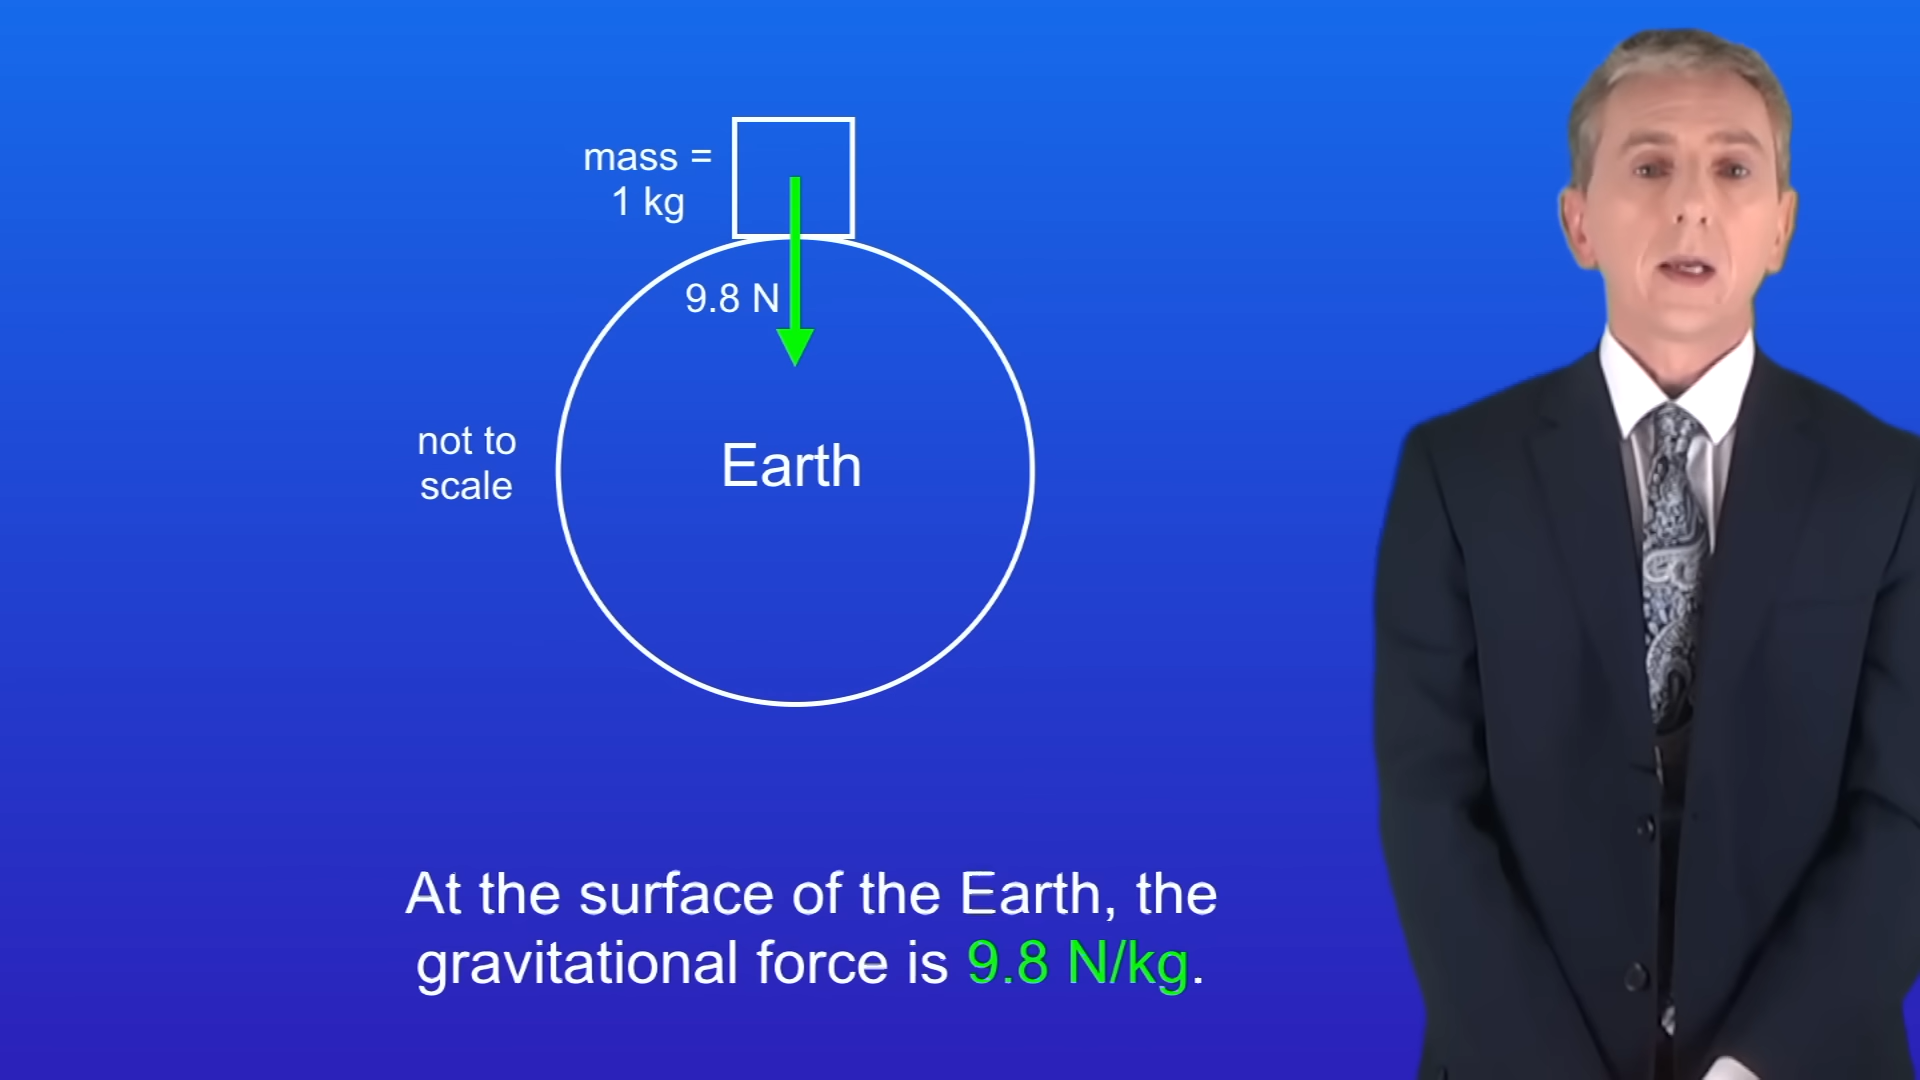 mass =
1 kg
9.8 N
not to
scale
Earth
At the surface of the Earth, the
gravitational force is 9.8 N/kg.